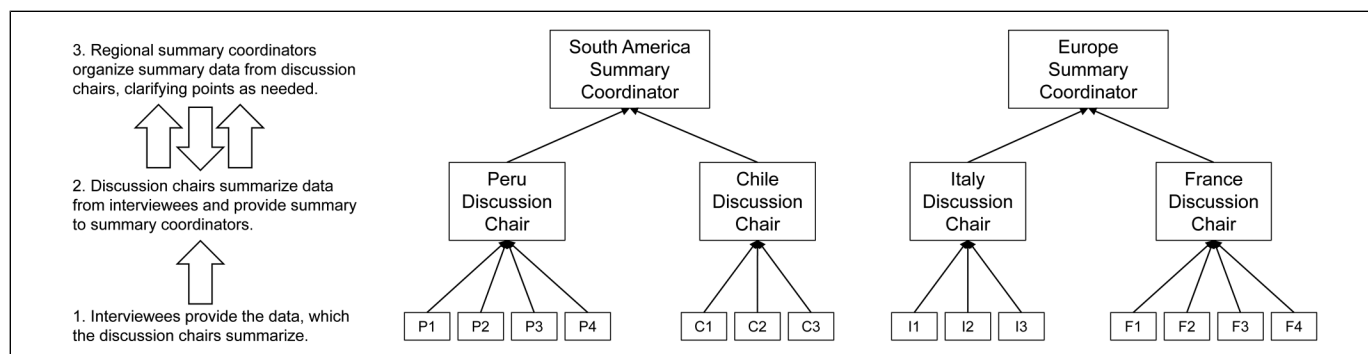 3. Regional summary coordinators
organize summary data from discussion
chairs, clarifying points as needed.
2. Discussion chairs summarize data
from interviewees and provide summary
to summary coordinators.
1. Interviewees provide the data, which
the discussion chairs summarize.
South America
Summary
Coordinator
Europe
Summary
Coordinator
Peru
Discussion
Chair
Chile
Discussion
Chair
Italy
Discussion
Chair
France
Discussion
Chair
P1 P2 P3 P4 C1 C2 C3 I1 I2 I3 F1 F2 F3 F4